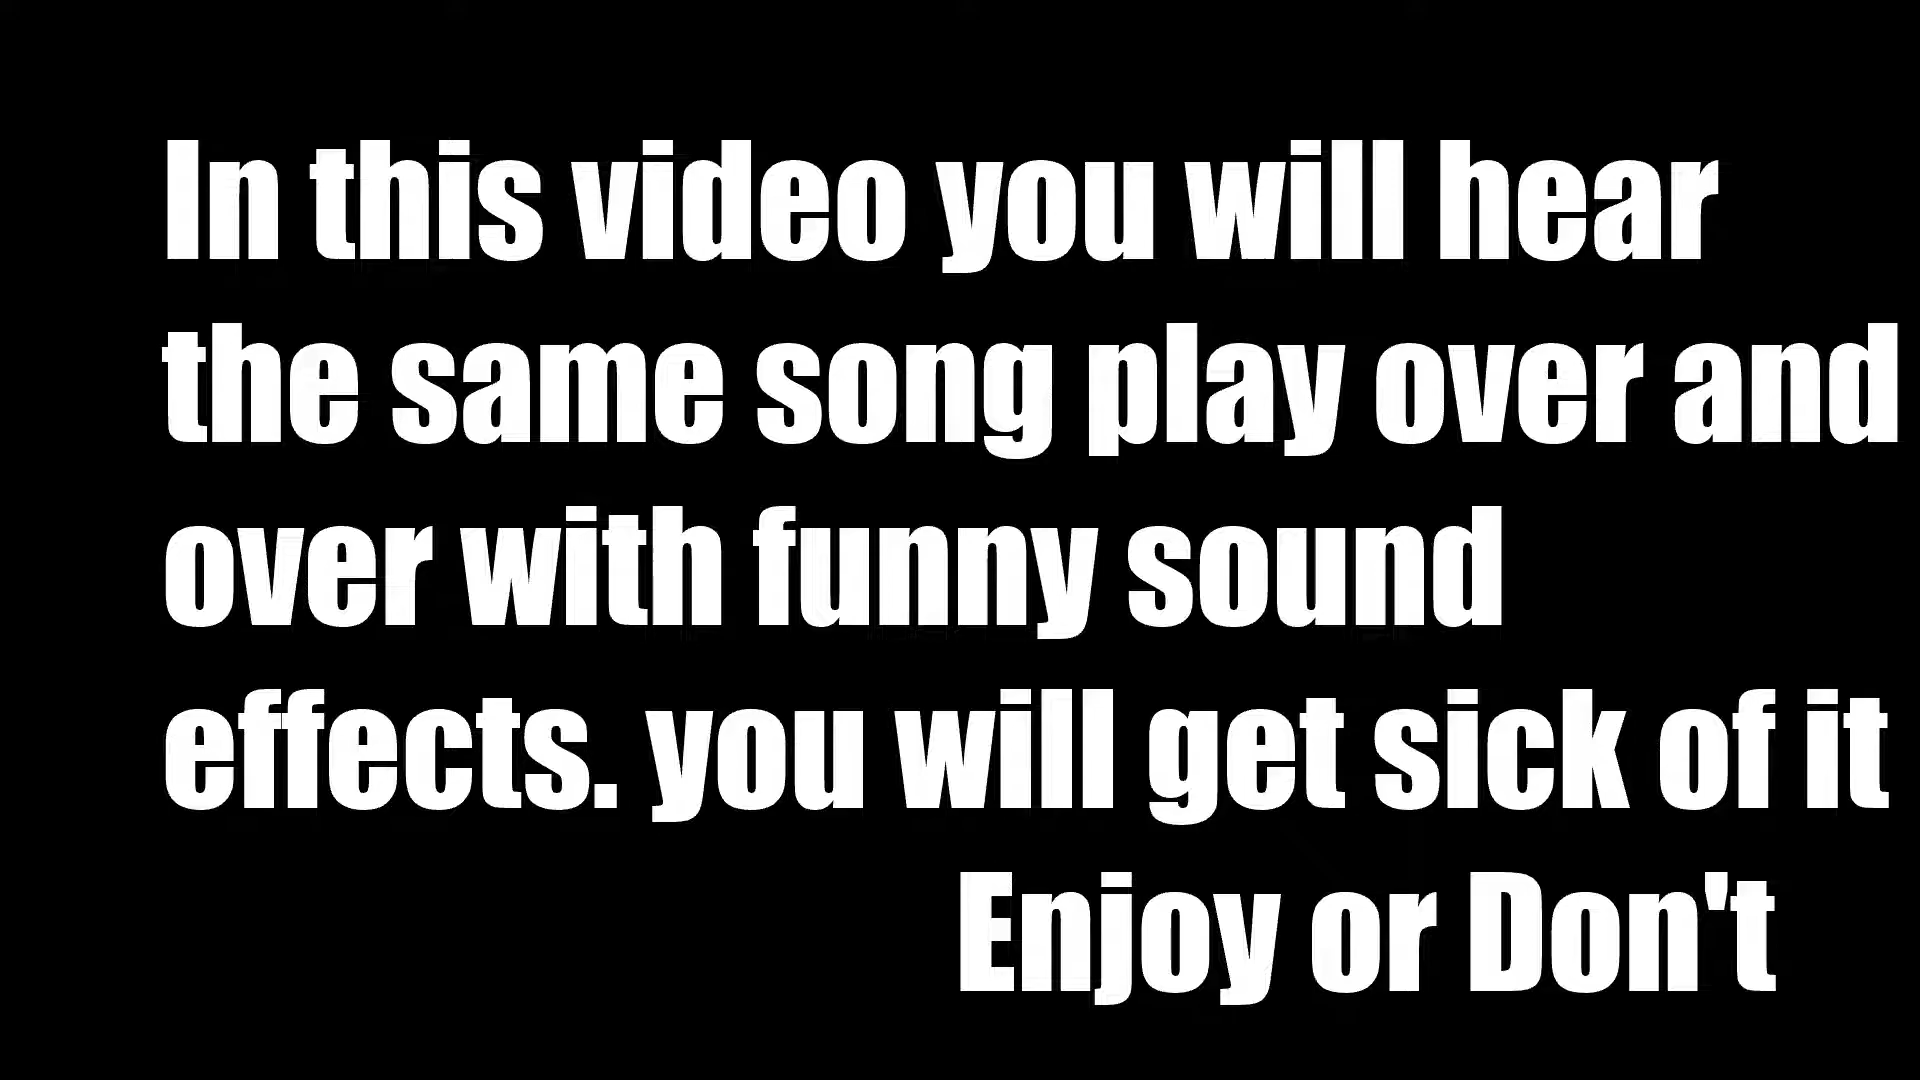 In this video you will hear
the same song play over and
over with funny sound
effects. you will get sick of it
Enjoy or Don't